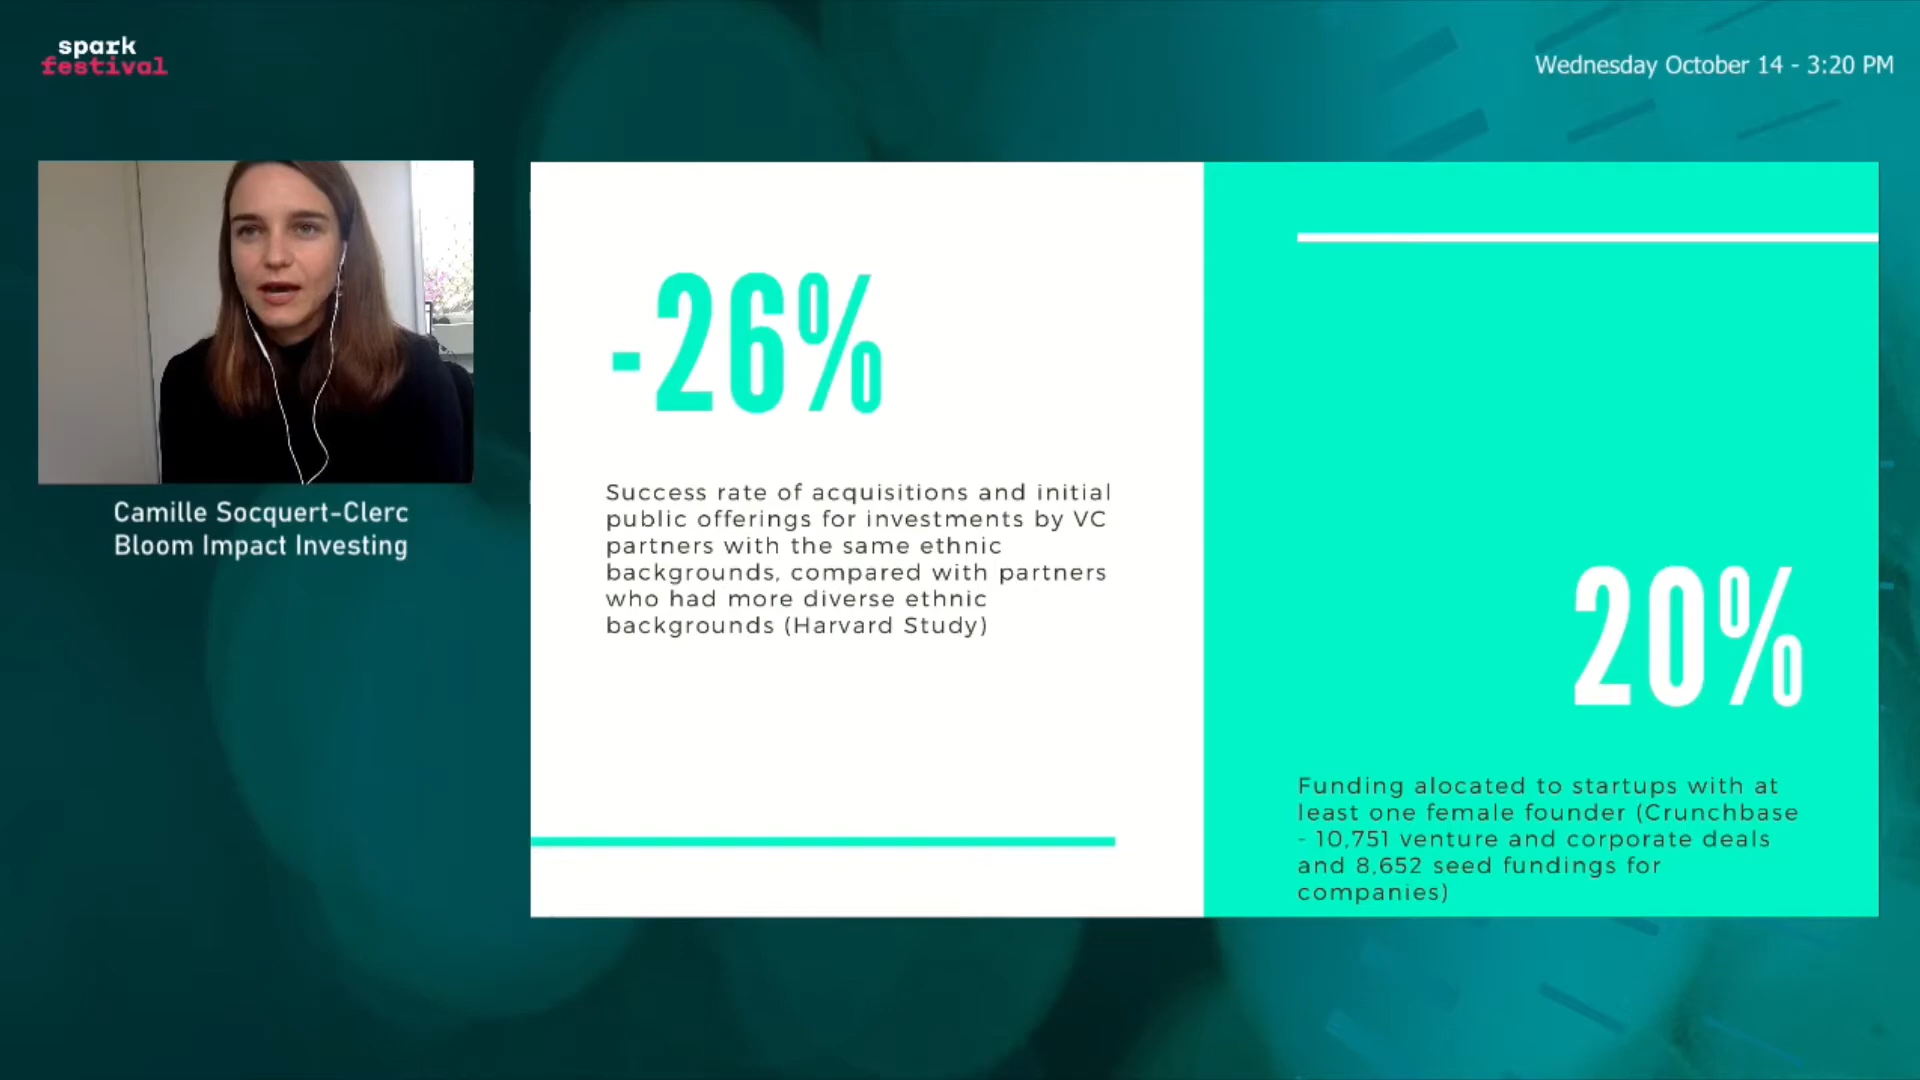 spark
festival
Wednesday October 14 - 3:20 PM
Camille Socquert-Clerc
Bloom Impact Investing
-26%
Success rate of acquisitions and initial
public offerings for investments by VC
partners with the same ethnic
backgrounds, compared with partners
who had more diverse ethnic
backgrounds (Harvard Study)
20%
Funding alocated to startups with at
least one female founder (Crunchbase
- 10,751 venture and corporate deals
and 8,652 seed fundings for
companies)